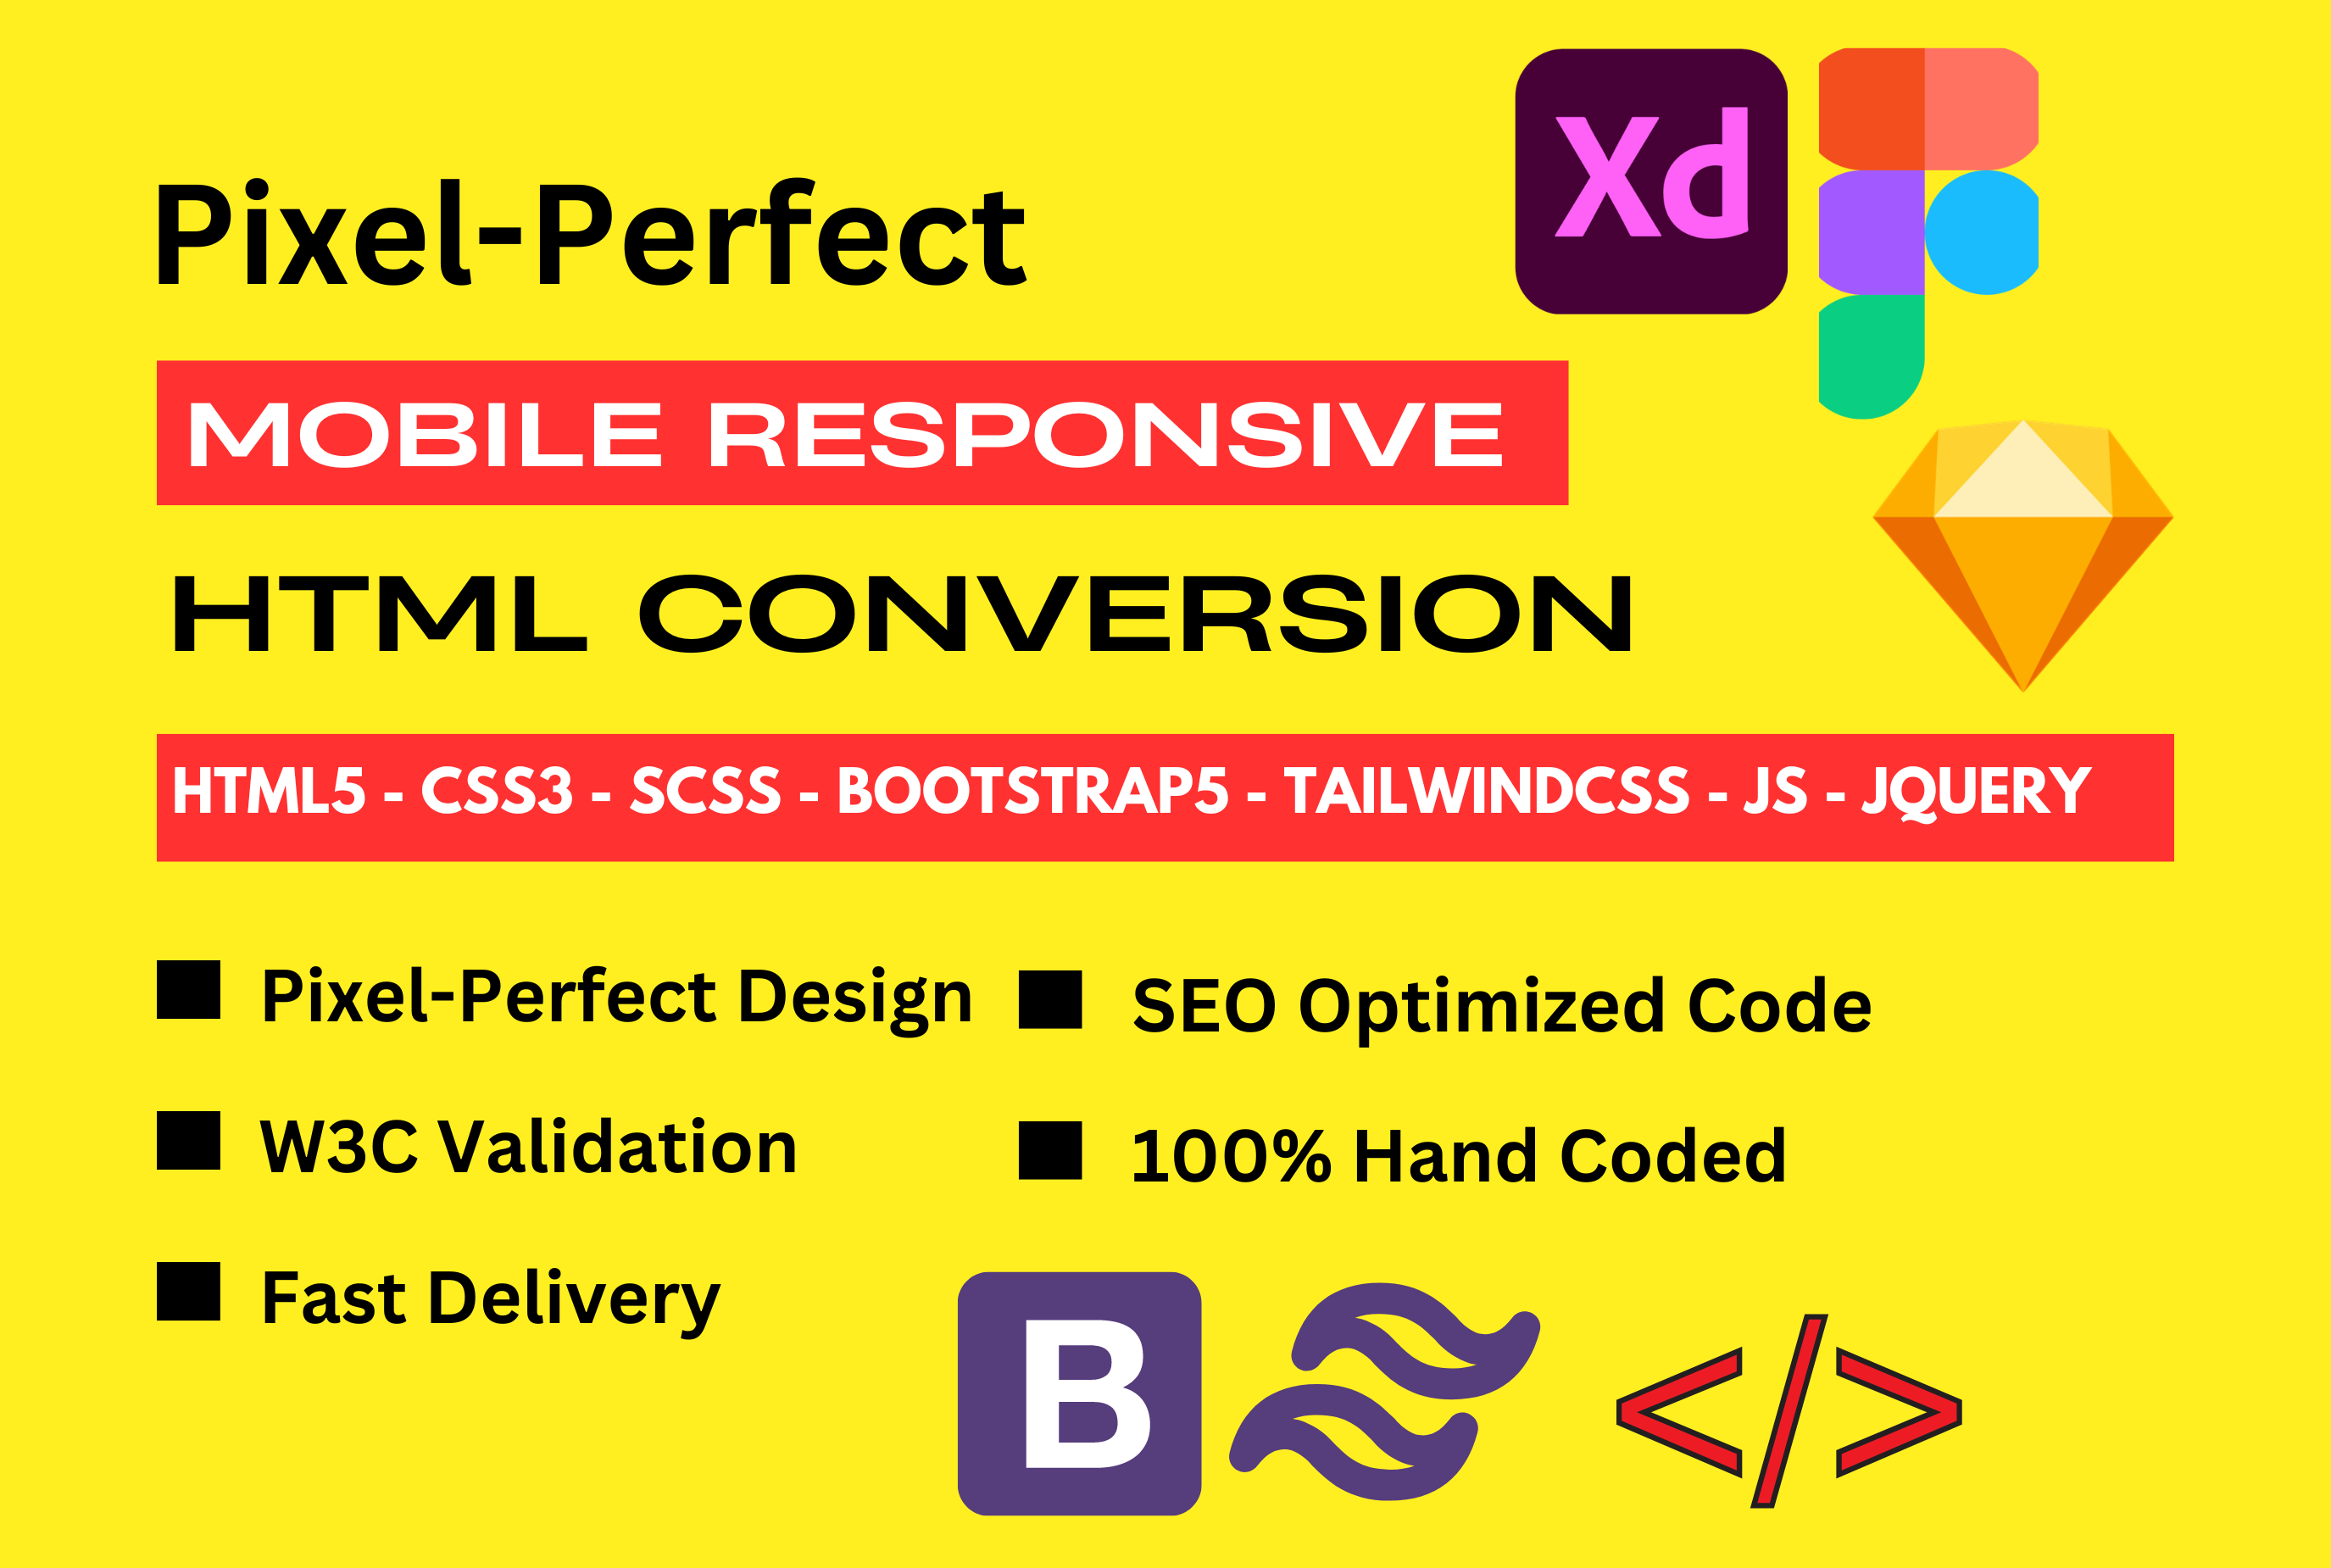 Pixel-Perfect
Xd
MOBILE RESPONSIVE
HTML CONVERSION
HTML5 - CSS3 - SCSS - BOOTSTRAP5 - TAILWINDCSS - JS - JQUERY
Pixel-Perfect Design
SEO Optimized Code
W3C Validation
100% Hand Coded
Fast Delivery
B
</>